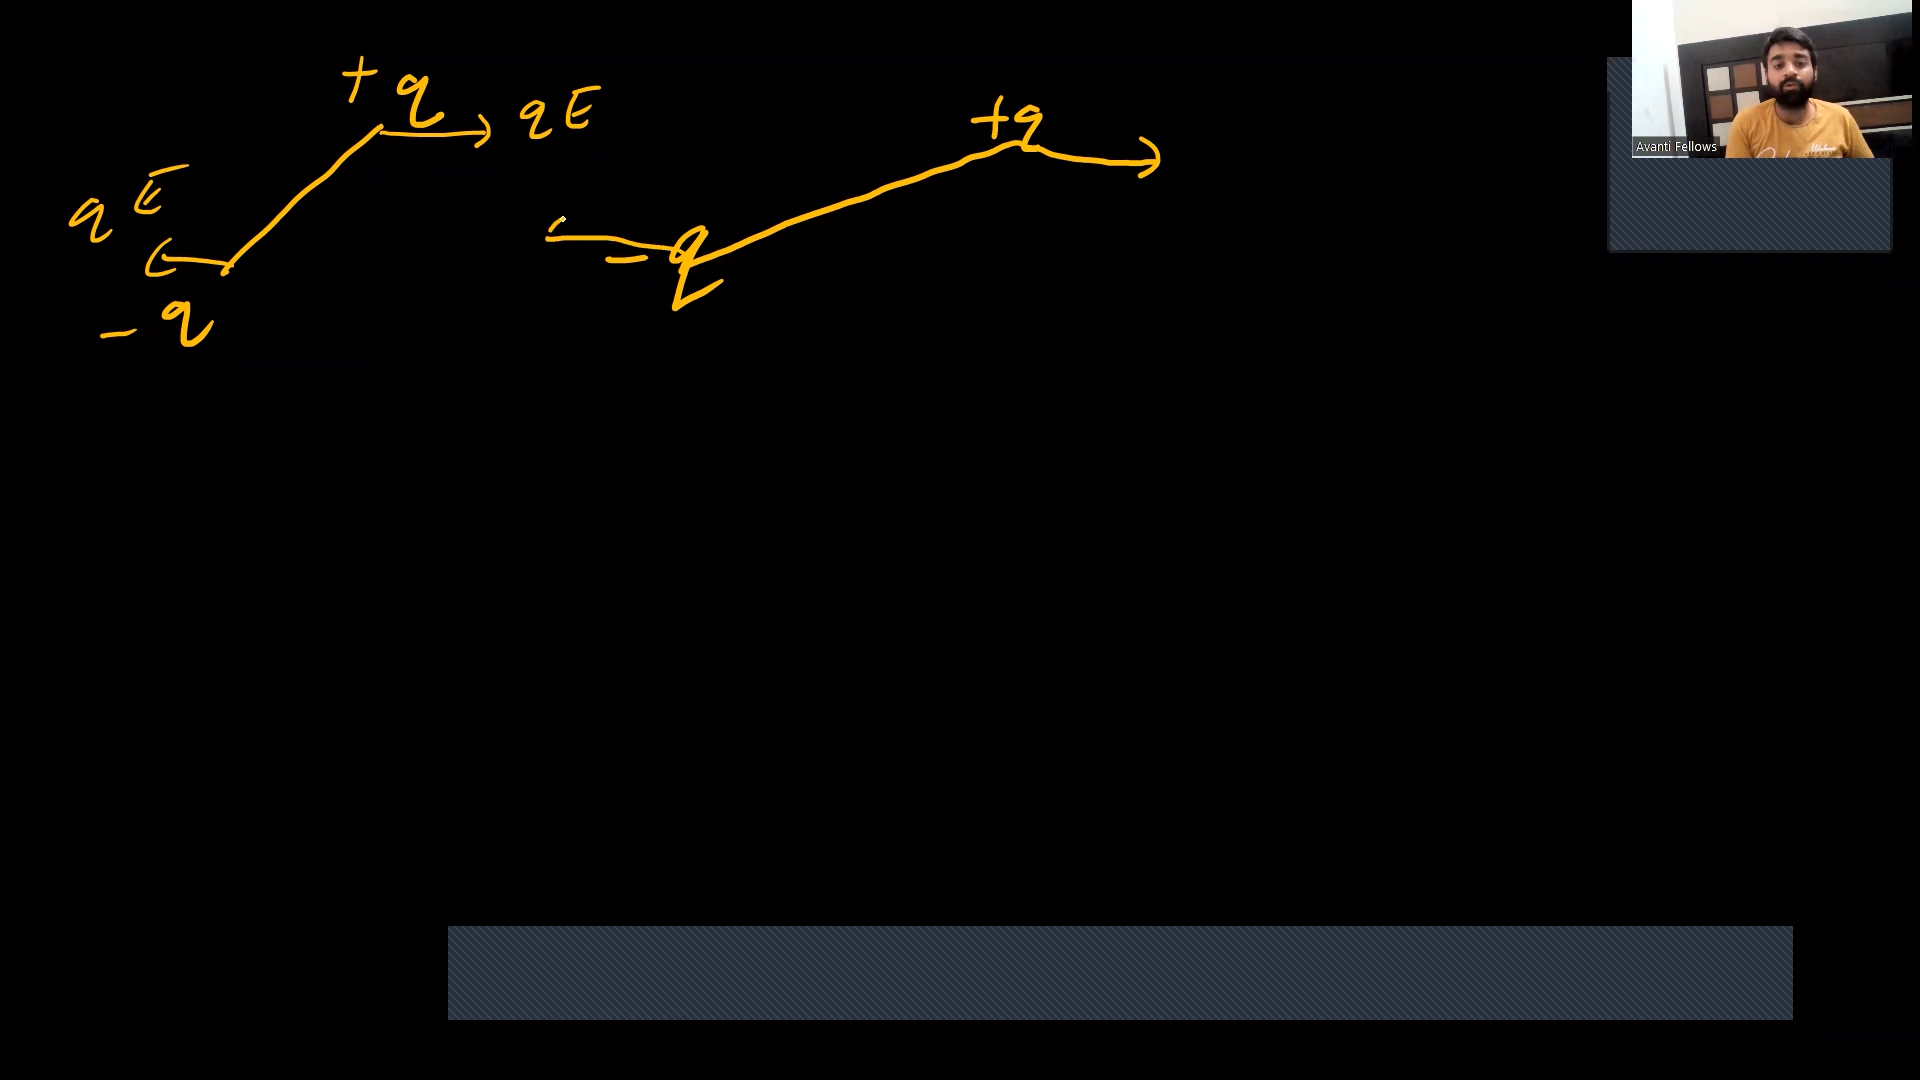 +q
qE
qE
-q
+q
-q
Avanti Fellows